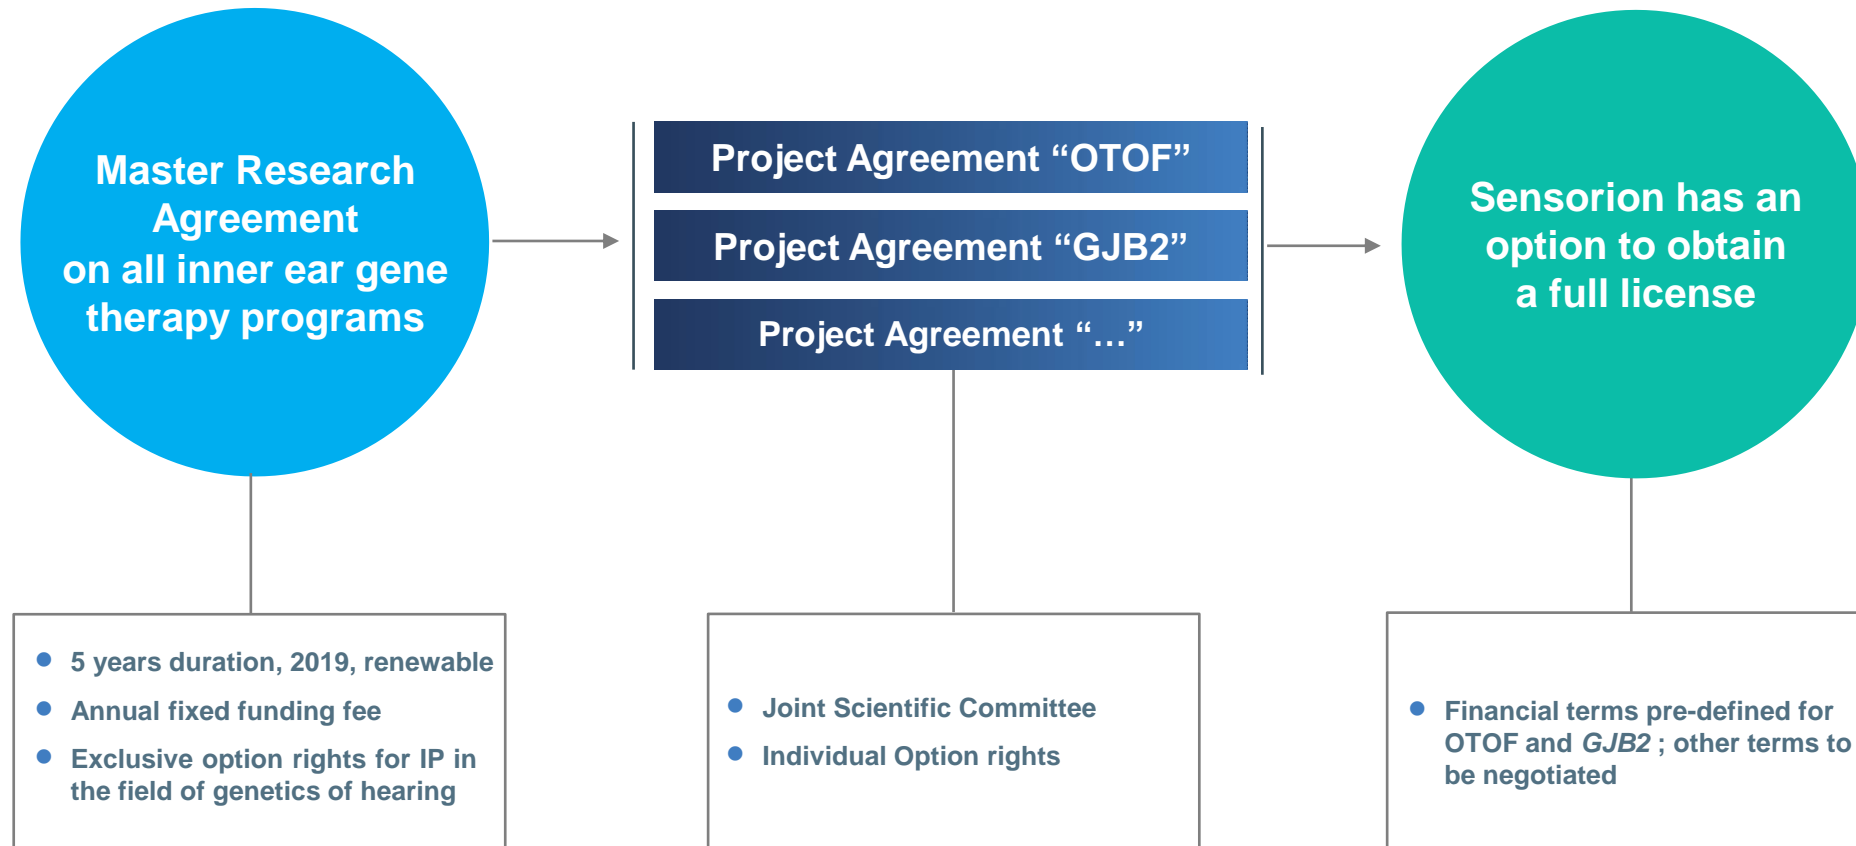 Master Research
Agreement
on all inner ear gene
therapy programs
Project Agreement “OTOF”
Project Agreement “GJB2”
Project Agreement “…”
Sensorion has an
option to obtain
a full license
5 years duration, 2019, renewable
Annual fixed funding fee
Exclusive option rights for IP in
the field of genetics of hearing
Joint Scientific Committee
Individual Option rights
Financial terms pre-defined for
OTOF and GJB2 ; other terms to
be negotiated